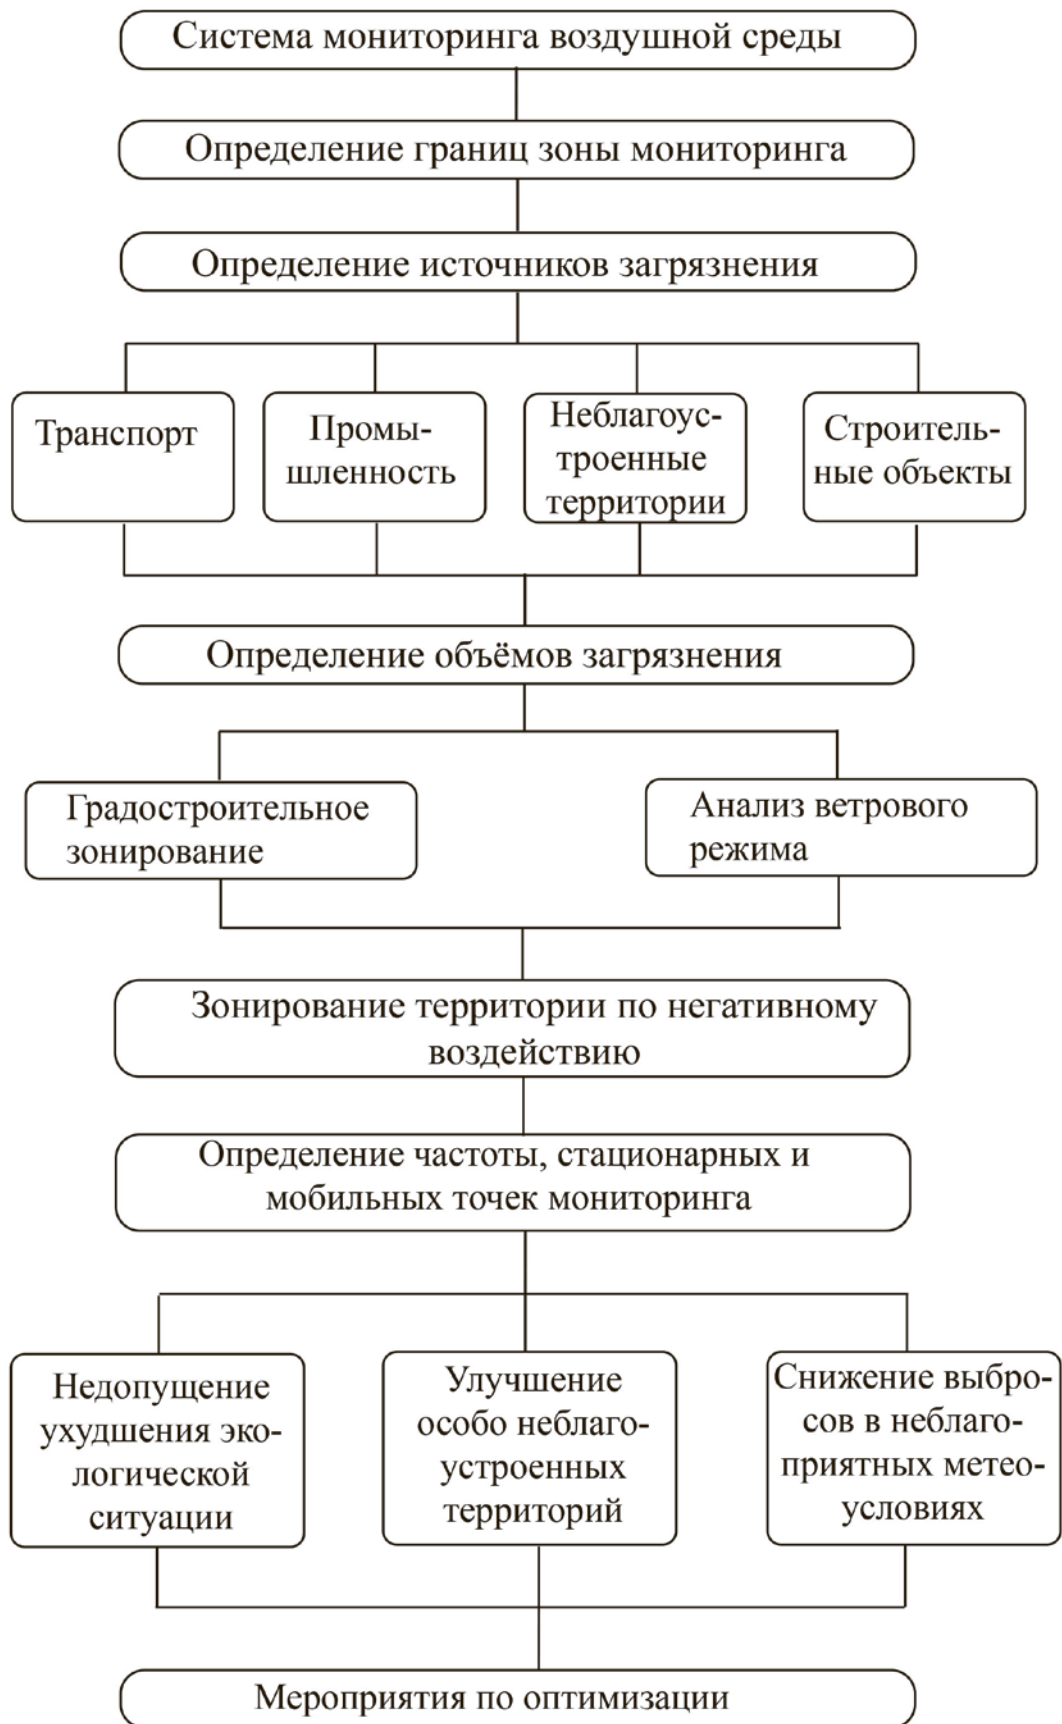 Система мониторинга воздушной среды
Определение границ зоны мониторинга
Определение источников загрязнения
Транспорт
Промы-
шленность
Неблагоус-
троенные
территории
Строитель-
ные объекты
Определение объёмов загрязнения
Градостроительное
зонирование
Анализ ветрового
режима
Зонирование территории по негативному
воздействию
Определение частоты, стационарных и
мобильных точек мониторинга
Недопущение
ухудшения эко-
логической
ситуации
Улучшение
особо неблаго-
устроенных
территорий
Снижение выбро-
сов в неблаго-
приятных метео-
условиях
Мероприятия по оптимизации